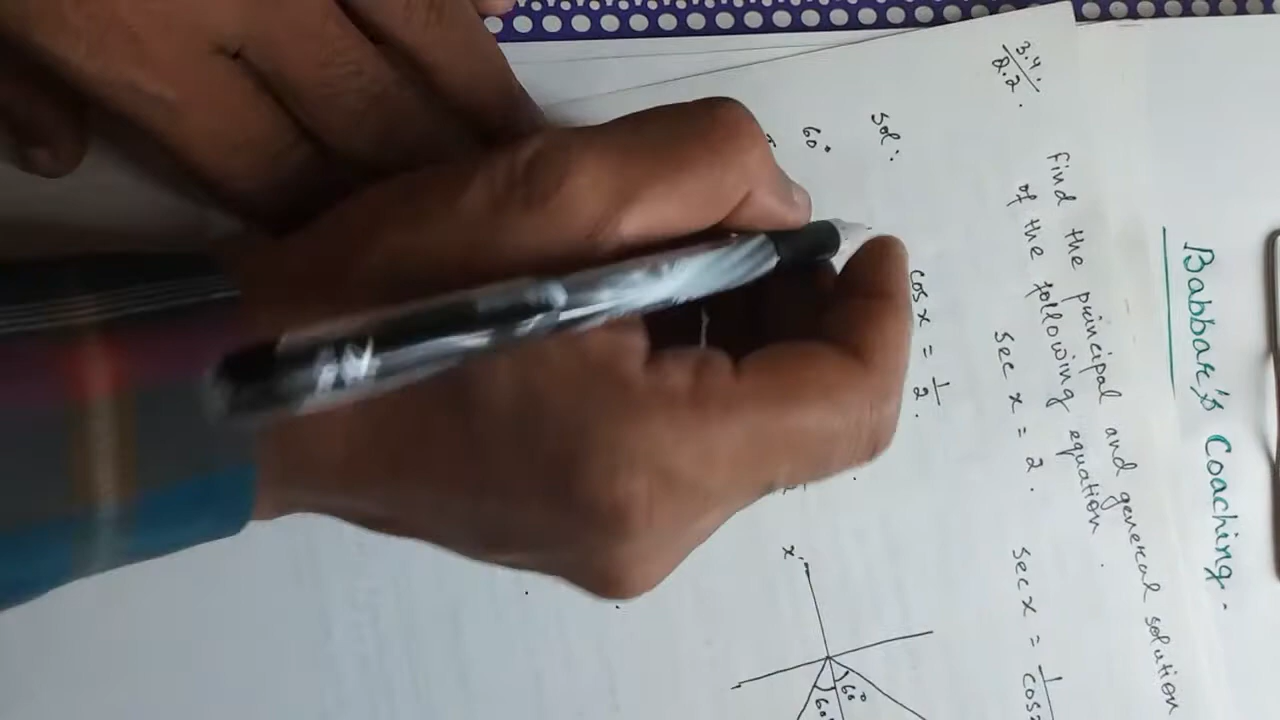 Babbar's Coaching.
3.4.
2.2.
Find the principal and general solution
of the following equation.
sec x = 2.
sec x = 1
cos
Sol:
cos x = 1
2.
60°
x'
60°
60°